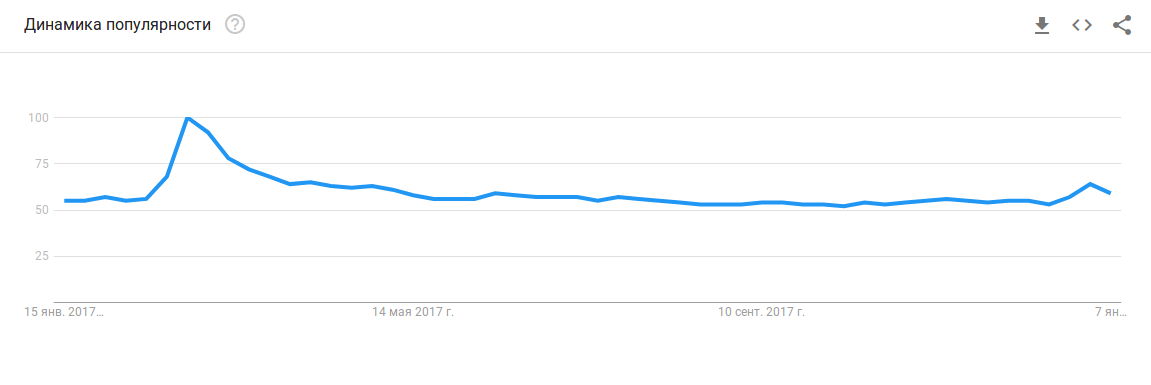 Динамика популярности ?
100
75
50
25
15 янв. 2017…
14 мая 2017 г.
10 сент. 2017 г.
7 ян…